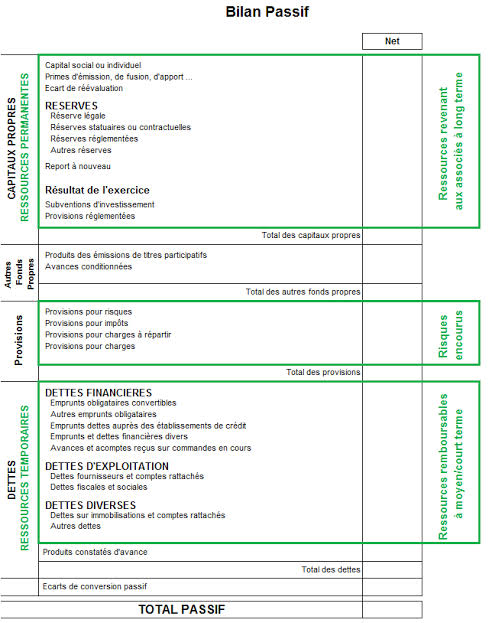 Bilan Passif
Net
CAPITAUX PROPRES
RESSOURCES PERMANENTES
Capital social ou individuel
Primes d'émission, de fusion, d'apport ...
Ecart de réévaluation
RESERVES
Réserve légale
Réserves statuaires ou contractuelles
Réserves réglementées
Autres réserves
Report à nouveau
Résultat de l'exercice
Subventions d'investissement
Provisions réglementées
Ressources revenant
aux associès à long terme
Total des capitaux propres
Autres
Fonds
Propres
Produits des émissions de titres participatifs
Avances conditionnées
Total des autres fonds propres
Provisions
Provisions pour risques
Provisions pour impôts
Provisions pour charges à répartir
Provisions pour charges
Risques
encourus
Total des provisions
DETTES
RESSOURCES TEMPORAIRES
DETTES FINANCIERES
Emprunts obligataires convertibles
Autres emprunts obligataires
Emprunts dettes auprès des établissements de crédit
Emprunts et dettes financières divers
Avances et acomptes reçus sur commandes en cours
DETTES D'EXPLOITATION
Dettes fournisseurs et comptes rattachés
Dettes fiscales et sociales
DETTES DIVERSES
Dettes sur immobilisations et comptes rattachés
Autres dettes
Ressources remboursables
à moyen/court terme
Produits constatés d'avance
Total des dettes
Ecarts de conversion passif
TOTAL PASSIF